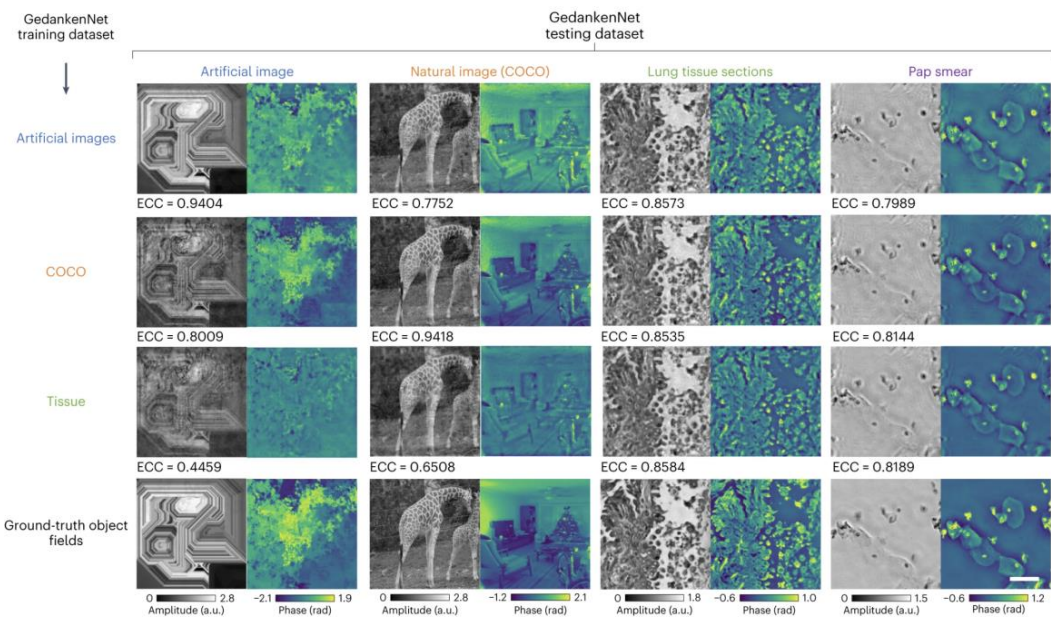 GedankenNet
training dataset
GedankenNet
testing dataset
Artificial image
Natural image (COCO)
Lung tissue sections
Pap smear
Artificial images
ECC = 0.9404
ECC = 0.7752
ECC = 0.8573
ECC = 0.7989
COCO
ECC = 0.8009
ECC = 0.9418
ECC = 0.8535
ECC = 0.8144
Tissue
ECC = 0.4459
ECC = 0.6508
ECC = 0.8584
ECC = 0.8189
Ground-truth object
fields
0 2.8
Amplitude (a.u.)
−2.1 1.9
Phase (rad)
0 2.8
Amplitude (a.u.)
−1.2 2.1
Phase (rad)
0 1.8
Amplitude (a.u.)
−0.6 1.0
Phase (rad)
0 1.5
Amplitude (a.u.)
−0.6 1.2
Phase (rad)